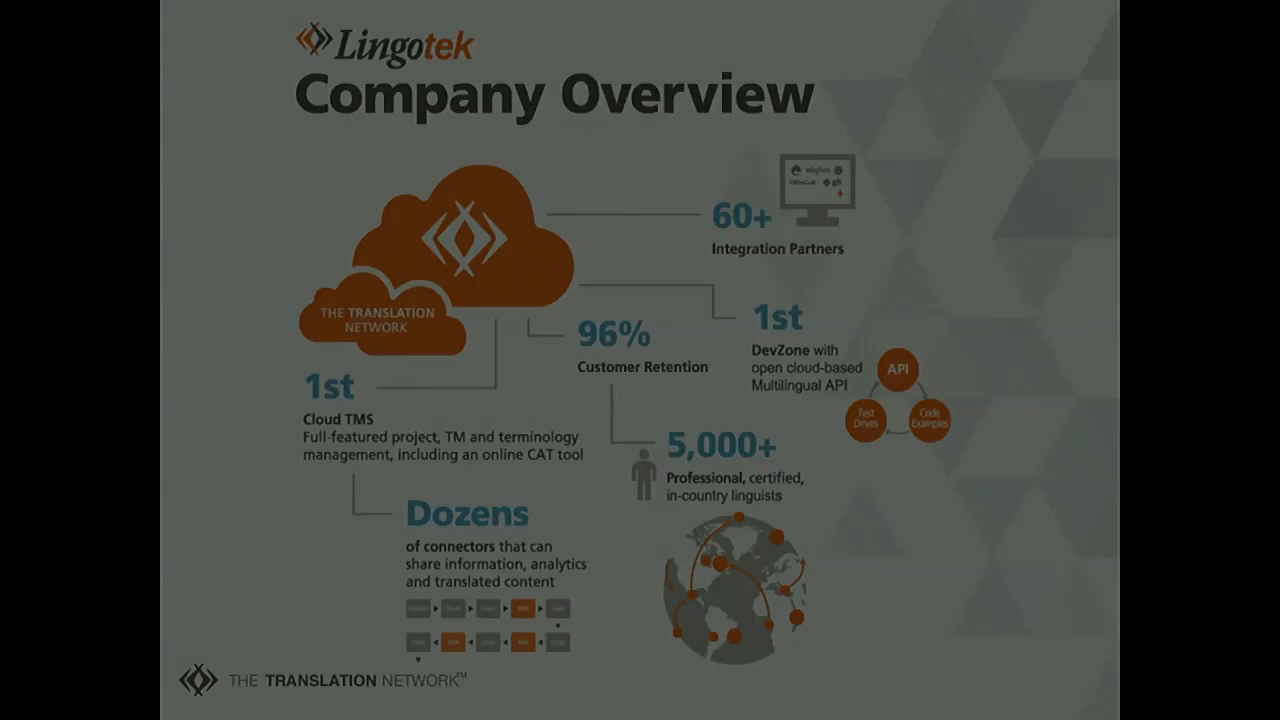 Lingotek
Company Overview
60+
Integration Partners
THE TRANSLATION
NETWORK
1st
DevZone with
open cloud-based
Multilingual API
API
Test
Drives
Code
Examples
96%
Customer Retention
1st
Cloud TMS
Full-featured project, TM and terminology
management, including an online CAT tool
5,000+
Professional, certified,
in-country linguists
Dozens
of connectors that can
share information, analytics
and translated content
THE TRANSLATION NETWORK™